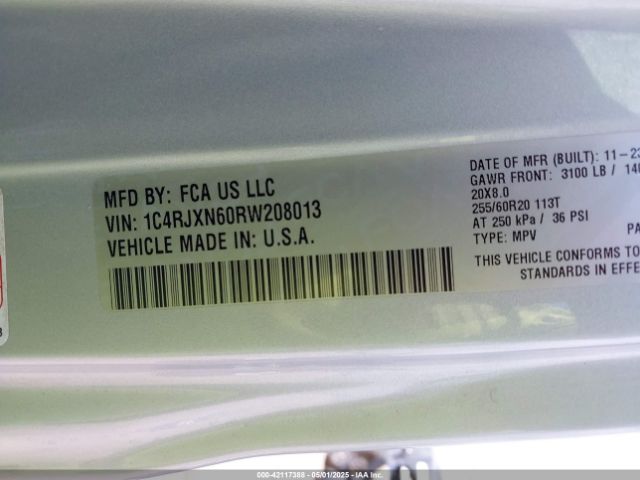 MFD BY: FCA US LLC
VIN: 1C4RJXN60RW208013
VEHICLE MADE IN: U.S.A.
DATE OF MFR (BUILT): 11-23
GAWR FRONT: 3100 LB / 140
20X8.0
255/60R20 113T
AT 250 kPa / 36 PSI
TYPE: MPV
PA
THIS VEHICLE CONFORMS TO
STANDARDS IN EFFE
000-42117388 - 05/01/2025 - IAA Inc.